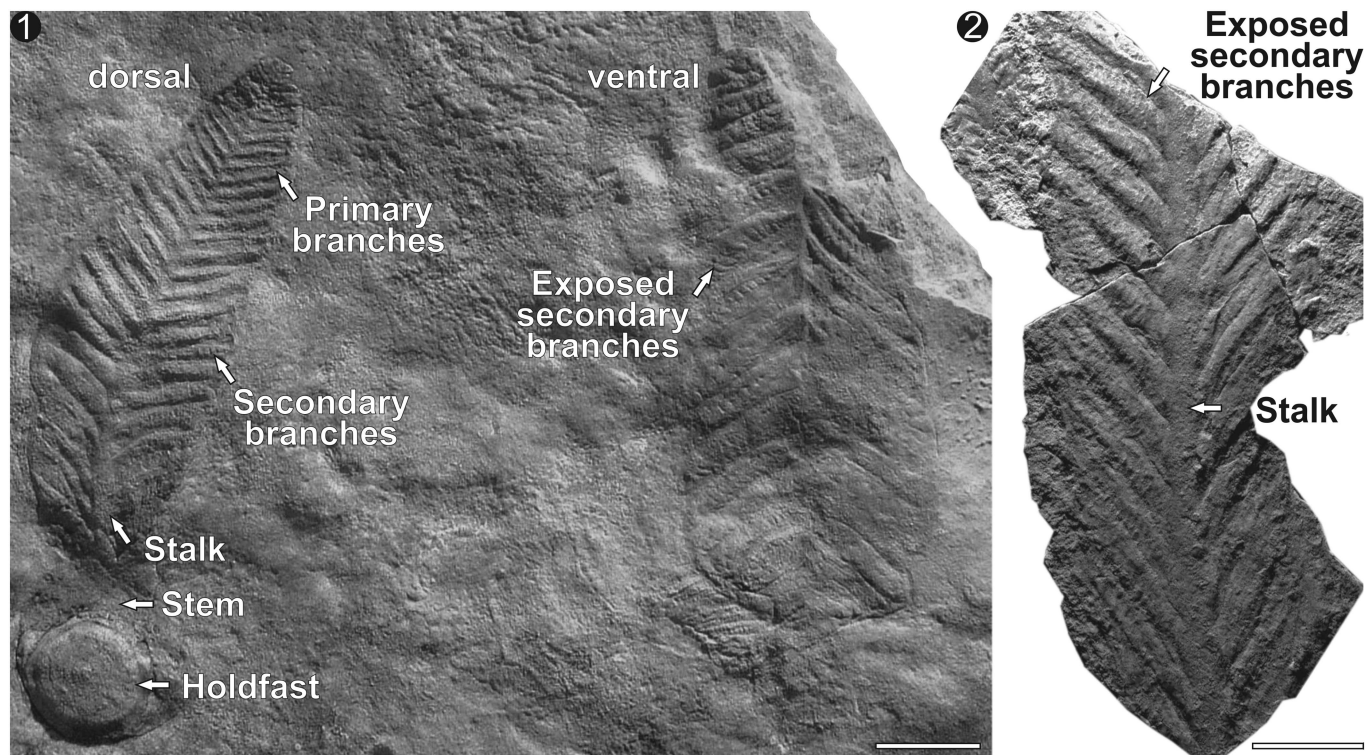 1
dorsal
ventral
Primary
branches
Exposed
secondary
branches
Secondary
branches
Stalk
Stem
Holdfast
2
Exposed
secondary
branches
Stalk